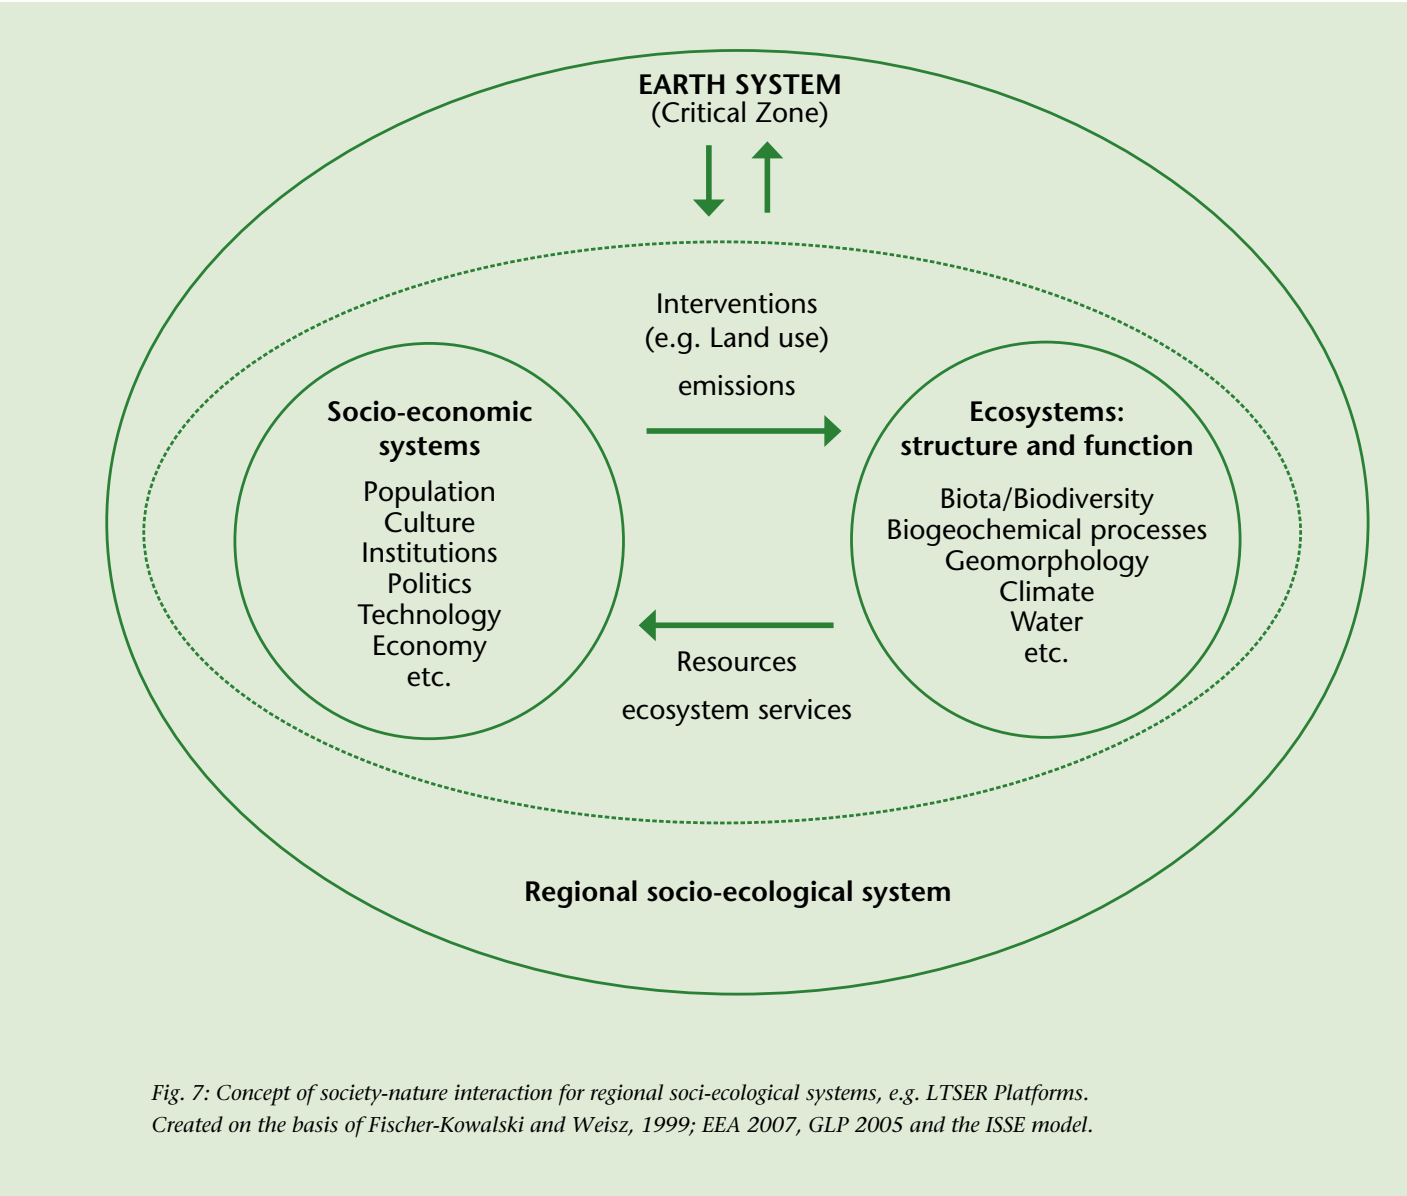 EARTH SYSTEM
(Critical Zone)
Interventions
(e.g. Land use)
emissions
Socio-economic
systems
Population
Culture
Institutions
Politics
Technology
Economy
etc.
Ecosystems:
structure and function
Biota/Biodiversity
Biogeochemical processes
Geomorphology
Climate
Water
etc.
Resources
ecosystem services
Regional socio-ecological system
Fig. 7: Concept of society-nature interaction for regional soci-ecological systems, e.g. LTSER Platforms.
Created on the basis of Fischer-Kowalski and Weisz, 1999; EEA 2007, GLP 2005 and the ISSE model.